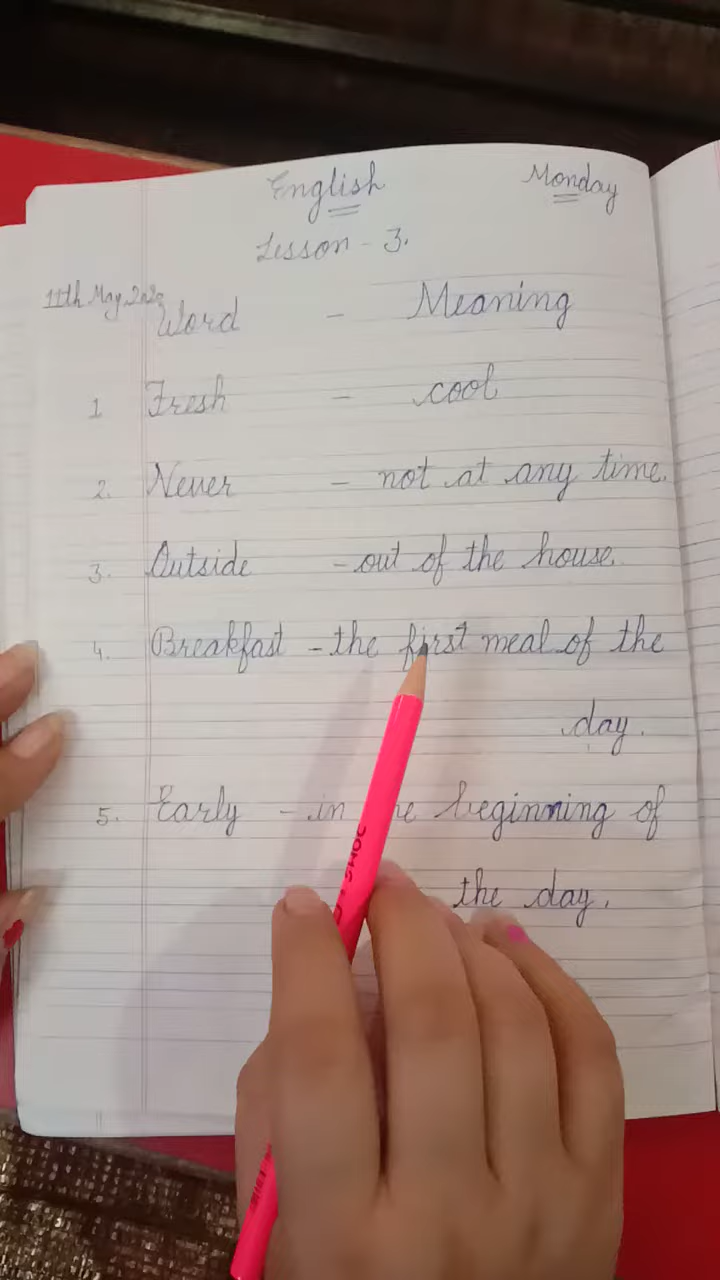 English Monday
Lesson - 3.
11th May, 2020
Word - Meaning
1 Fresh - cool
2. Never - not at any time.
3. Outside - out of the house.
4. Breakfast - the first meal of the
day.
5. Early - in he beginning of
the day.